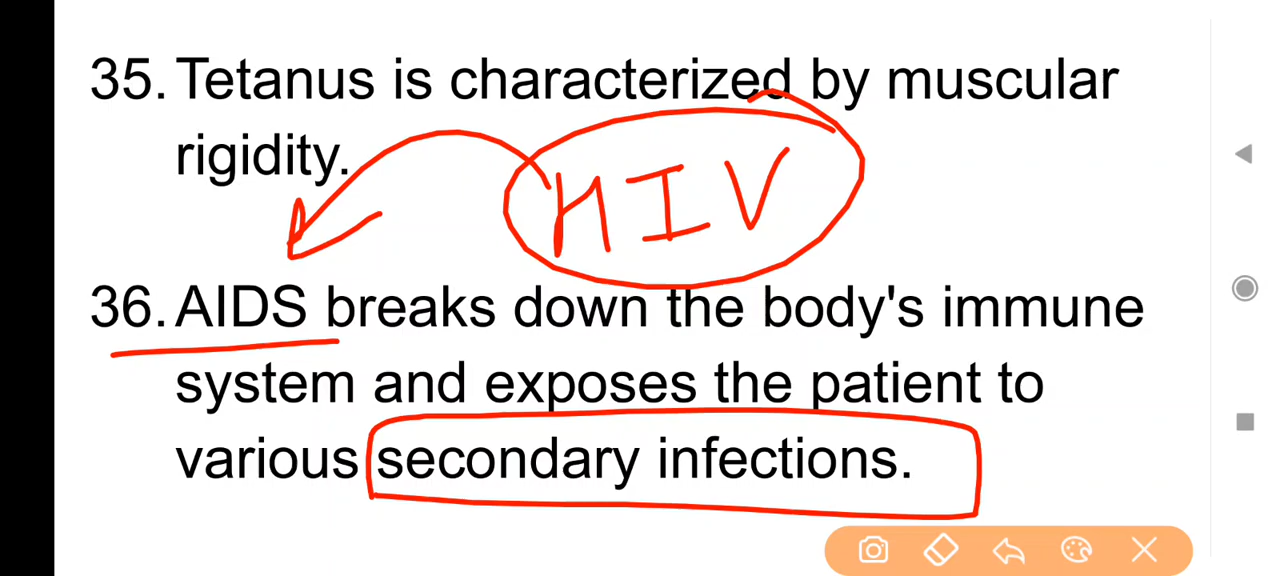 35. Tetanus is characterized by muscular
rigidity.
HIV
36. AIDS breaks down the body's immune
system and exposes the patient to
various secondary infections.